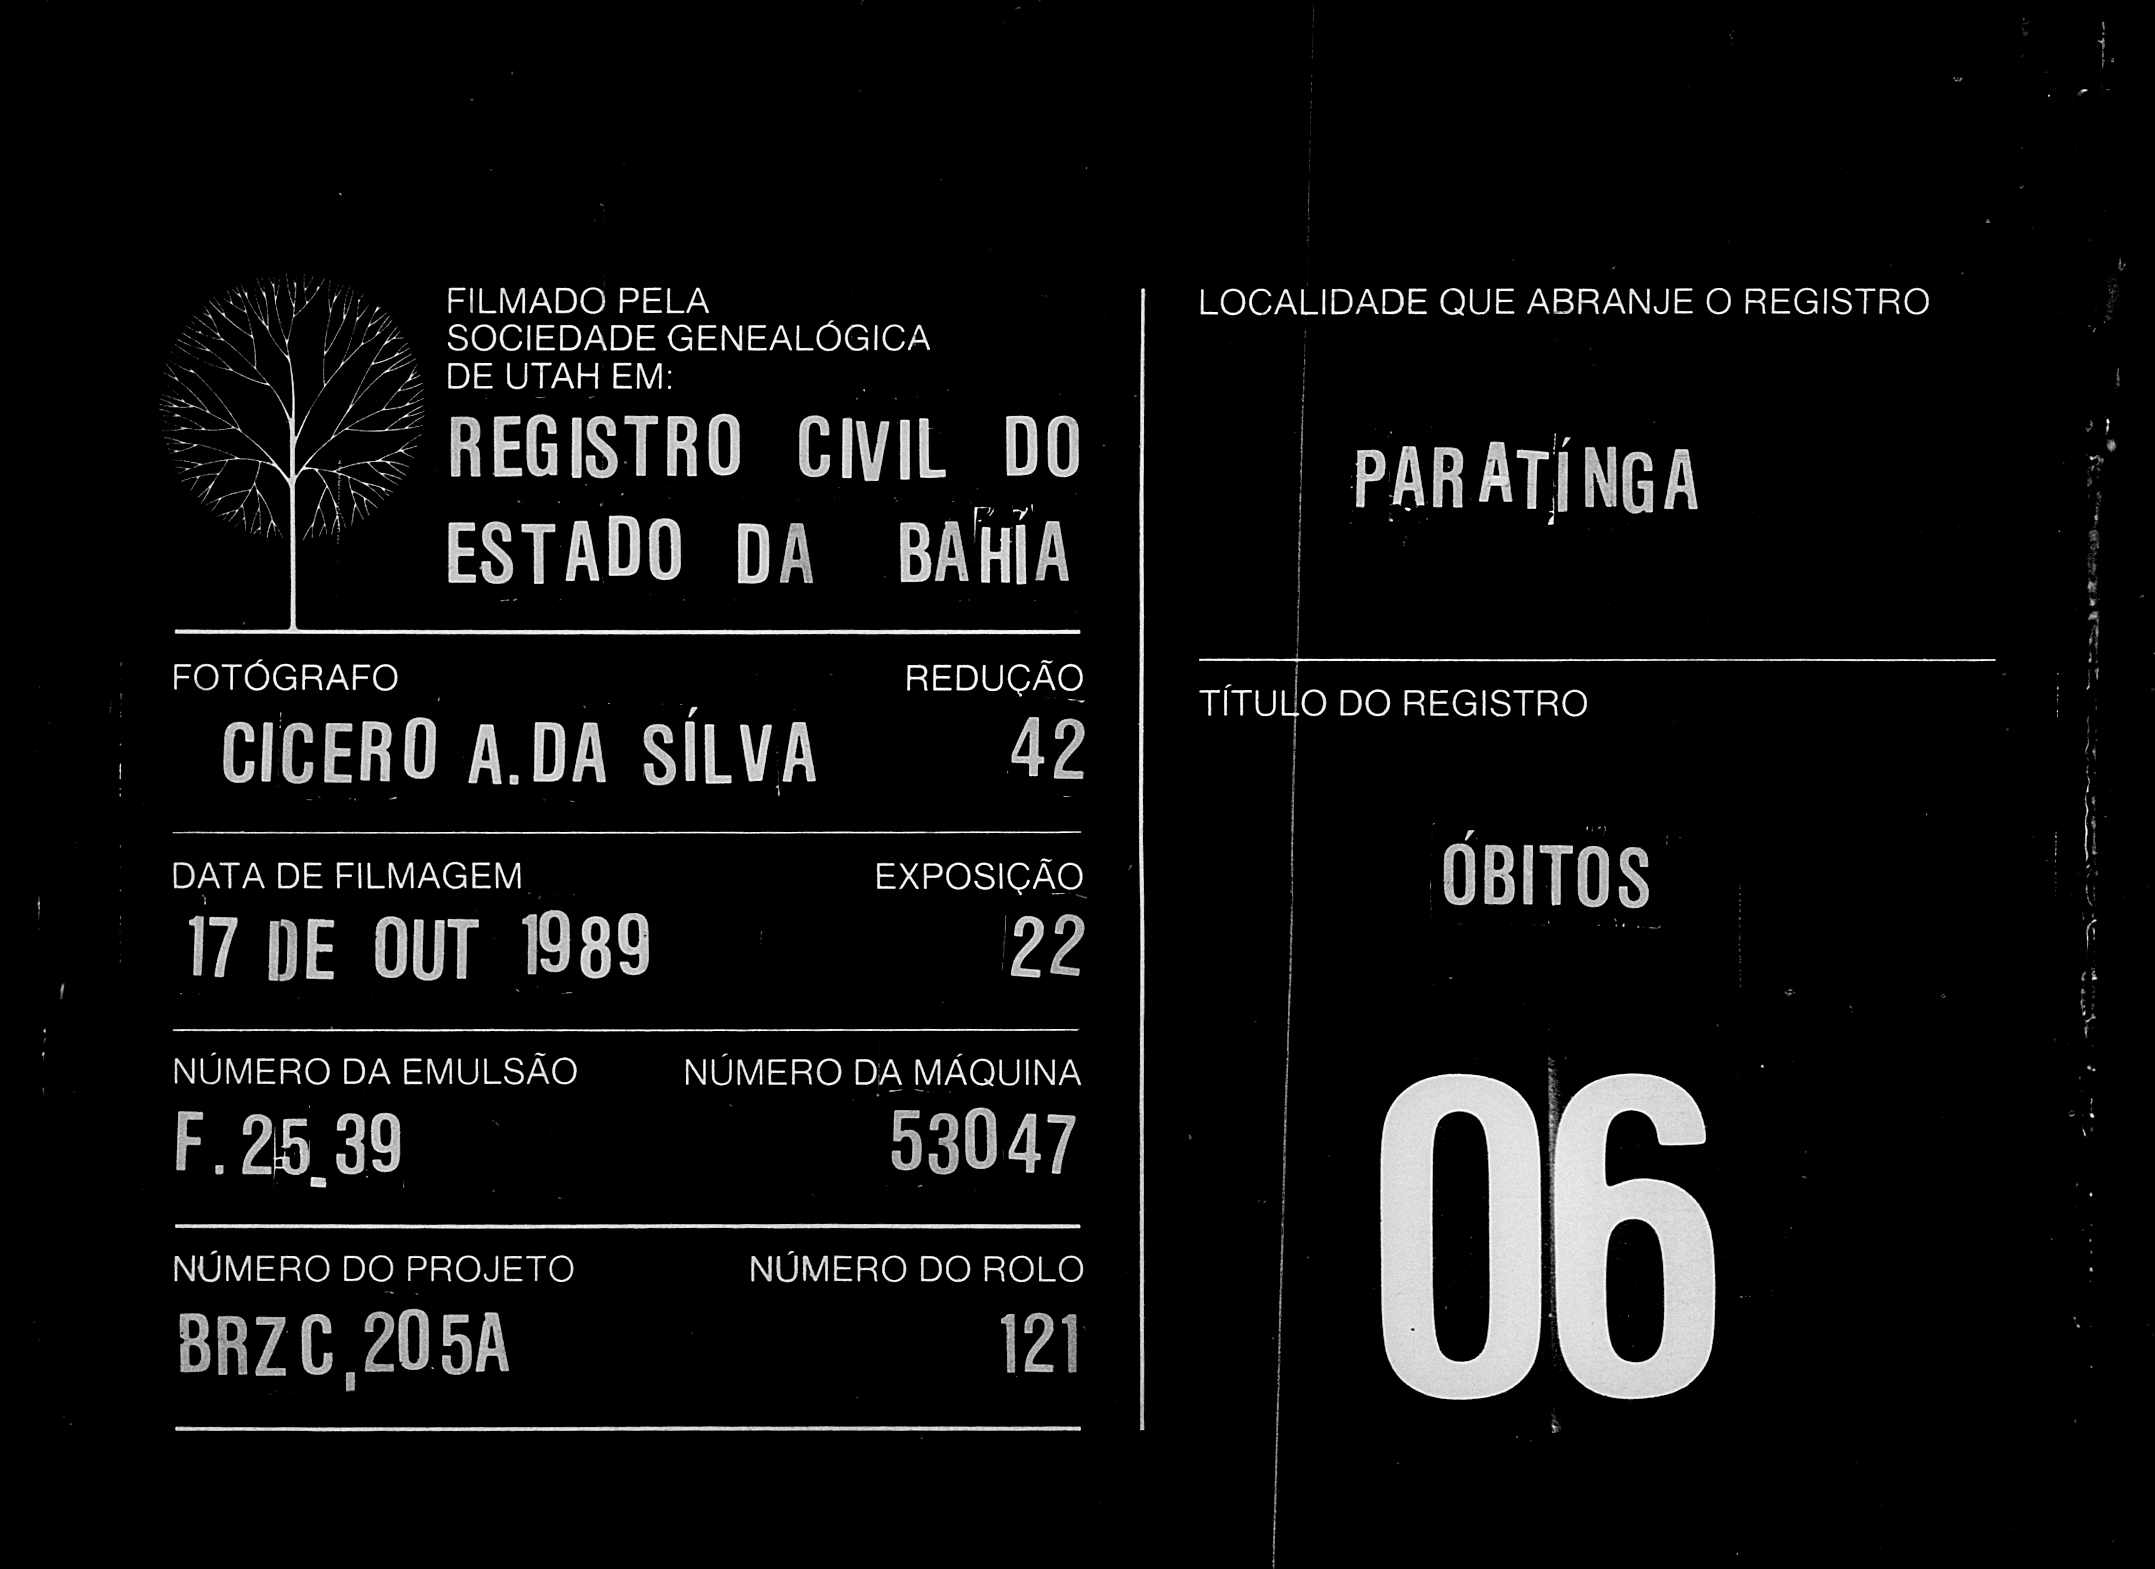 FILMADO PELA
SOCIEDADE GENEALÓGICA
DE UTAH EM:
REGISTRO CIVIL DO
ESTADO DA BAHIA
FOTÓGRAFO REDUÇÃO
CICERO A. DA SÍLVA 42
DATA DE FILMAGEM EXPOSIÇÃO
17 DE OUT 1989 22
NÚMERO DA EMULSÃO NÚMERO DA MÁQUINA
F. 25_39 53047
NÚMERO DO PROJETO NÚMERO DO ROLO
BRZ C,205A 121
LOCALIDADE QUE ABRANJE O REGISTRO
PARATÍNGA
TÍTULO DO REGISTRO
ÓBITOS
06